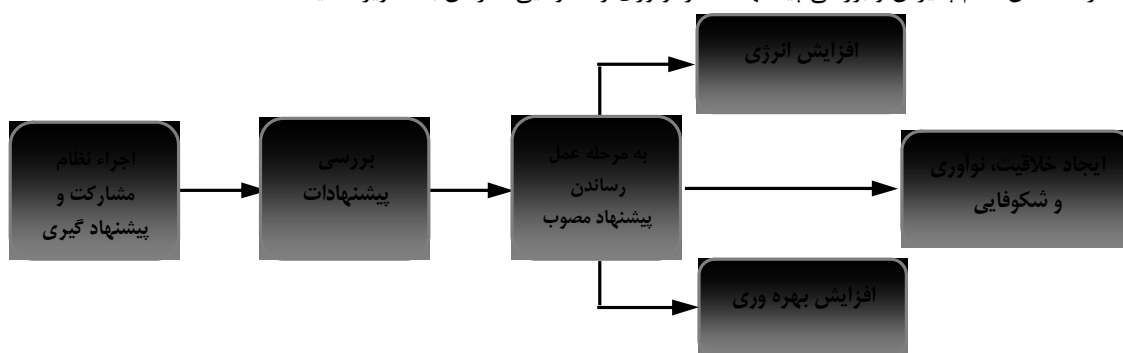 افزایش انرژی
اجراء نظام
مشارکت و
پیشنهاد گیری
بررسی
پیشنهادات
به مرحله عمل
رساندن
پیشنهاد مصوب
ایجاد خلاقیت، نوآوری
و شکوفایی
افزایش بهره وری